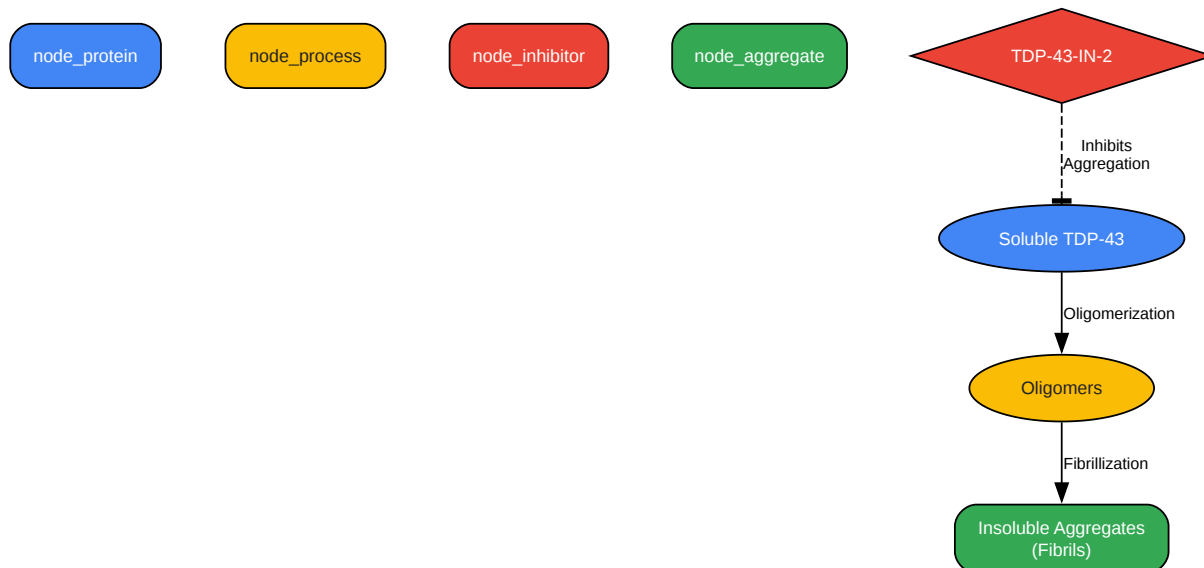 node_protein
node_process
node_inhibitor
node_aggregate
TDP-43-IN-2
Inhibits
Aggregation
Soluble TDP-43
Oligomerization
Oligomers
Fibrillization
Insoluble Aggregates
(Fibrils)